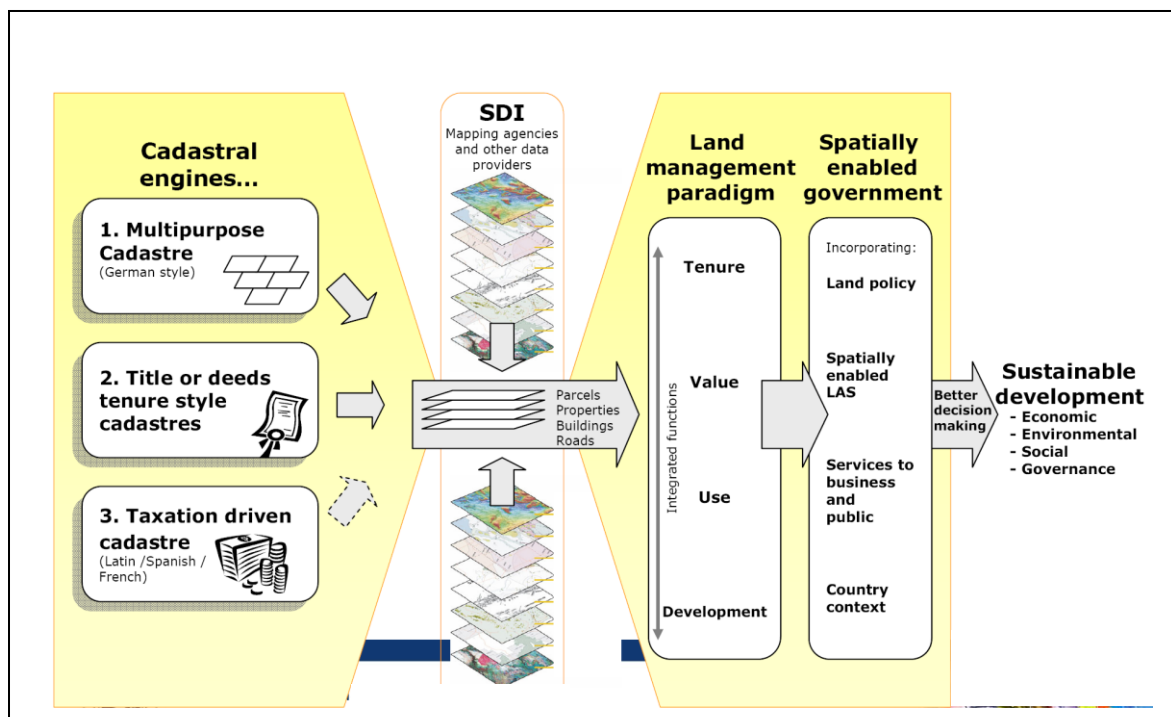 Cadastral
engines...
1. Multipurpose
Cadastre
(German style)
2. Title or deeds
tenure style
cadastres
3. Taxation driven
cadastre
(Latin /Spanish /
French)
SDI
Mapping agencies
and other data
providers
Parcels
Properties
Buildings
Roads
Land
management
paradigm
Integrated functions
Tenure
Value
Use
Development
Spatially
enabled
government
Incorporating:
Land policy
Spatially
enabled
LAS
Services to
business
and
public
Country
context
Better
decision
making
Sustainable
development
- Economic
- Environmental
- Social
- Governance